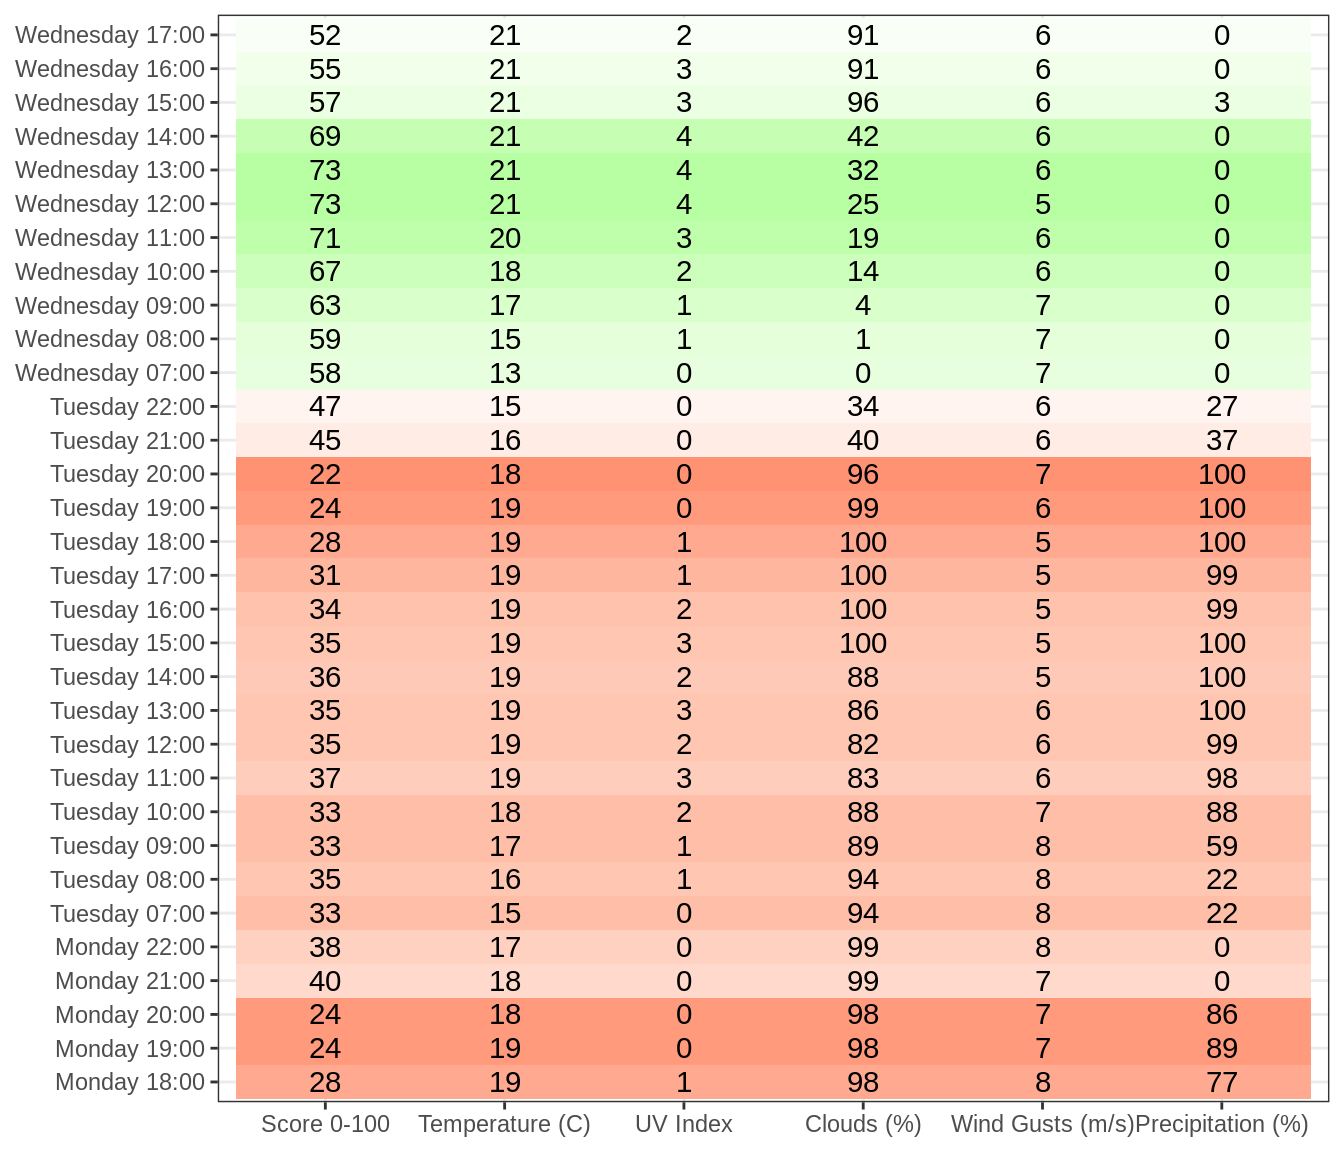 Wednesday 17:00 52 21 2 91 6 0
Wednesday 16:00 55 21 3 91 6 0
Wednesday 15:00 57 21 3 96 6 3
Wednesday 14:00 69 21 4 42 6 0
Wednesday 13:00 73 21 4 32 6 0
Wednesday 12:00 73 21 4 25 5 0
Wednesday 11:00 71 20 3 19 6 0
Wednesday 10:00 67 18 2 14 6 0
Wednesday 09:00 63 17 1 4 7 0
Wednesday 08:00 59 15 1 1 7 0
Wednesday 07:00 58 13 0 0 7 0
Tuesday 22:00 47 15 0 34 6 27
Tuesday 21:00 45 16 0 40 6 37
Tuesday 20:00 22 18 0 96 7 100
Tuesday 19:00 24 19 0 99 6 100
Tuesday 18:00 28 19 1 100 5 100
Tuesday 17:00 31 19 1 100 5 99
Tuesday 16:00 34 19 2 100 5 99
Tuesday 15:00 35 19 3 100 5 100
Tuesday 14:00 36 19 2 88 5 100
Tuesday 13:00 35 19 3 86 6 100
Tuesday 12:00 35 19 2 82 6 99
Tuesday 11:00 37 19 3 83 6 98
Tuesday 10:00 33 18 2 88 7 88
Tuesday 09:00 33 17 1 89 8 59
Tuesday 08:00 35 16 1 94 8 22
Tuesday 07:00 33 15 0 94 8 22
Monday 22:00 38 17 0 99 8 0
Monday 21:00 40 18 0 99 7 0
Monday 20:00 24 18 0 98 7 86
Monday 19:00 24 19 0 98 7 89
Monday 18:00 28 19 1 98 8 77
Score 0-100 Temperature (C) UV Index Clouds (%) Wind Gusts (m/s) Precipitation (%)